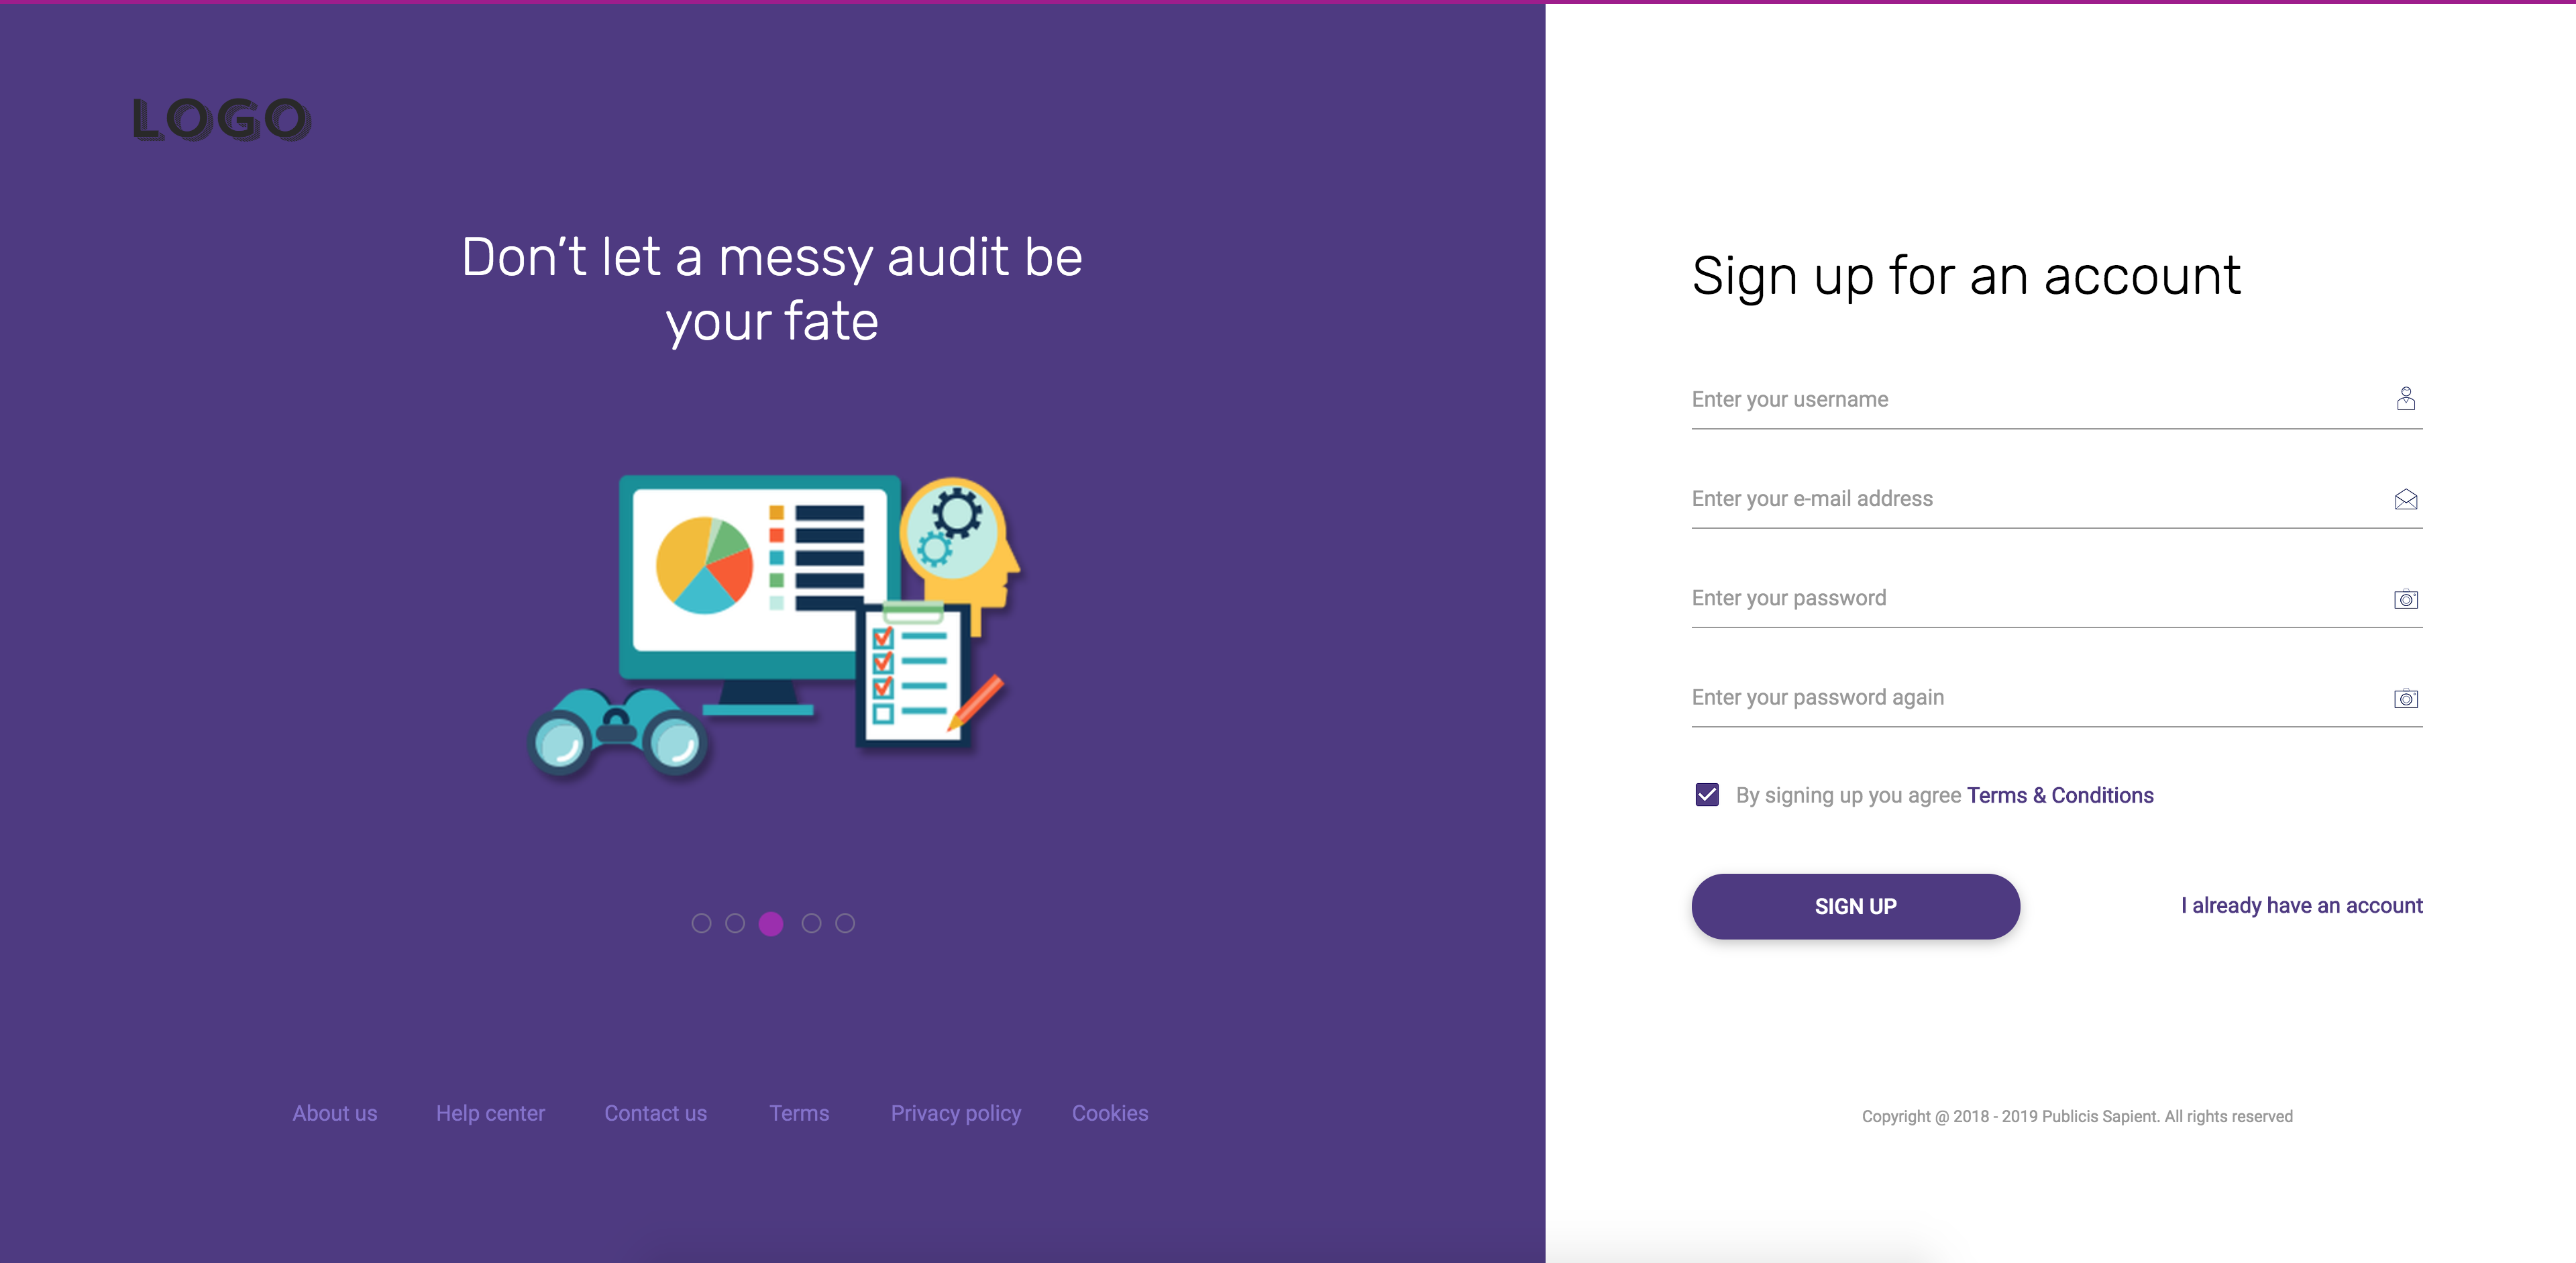 LOGO
Don’t let a messy audit be
your fate
About us
Help center
Contact us
Terms
Privacy policy
Cookies
Sign up for an account
Enter your username
Enter your e-mail address
Enter your password
Enter your password again
By signing up you agree Terms & Conditions
SIGN UP
I already have an account
Copyright @ 2018 - 2019 Publicis Sapient. All rights reserved